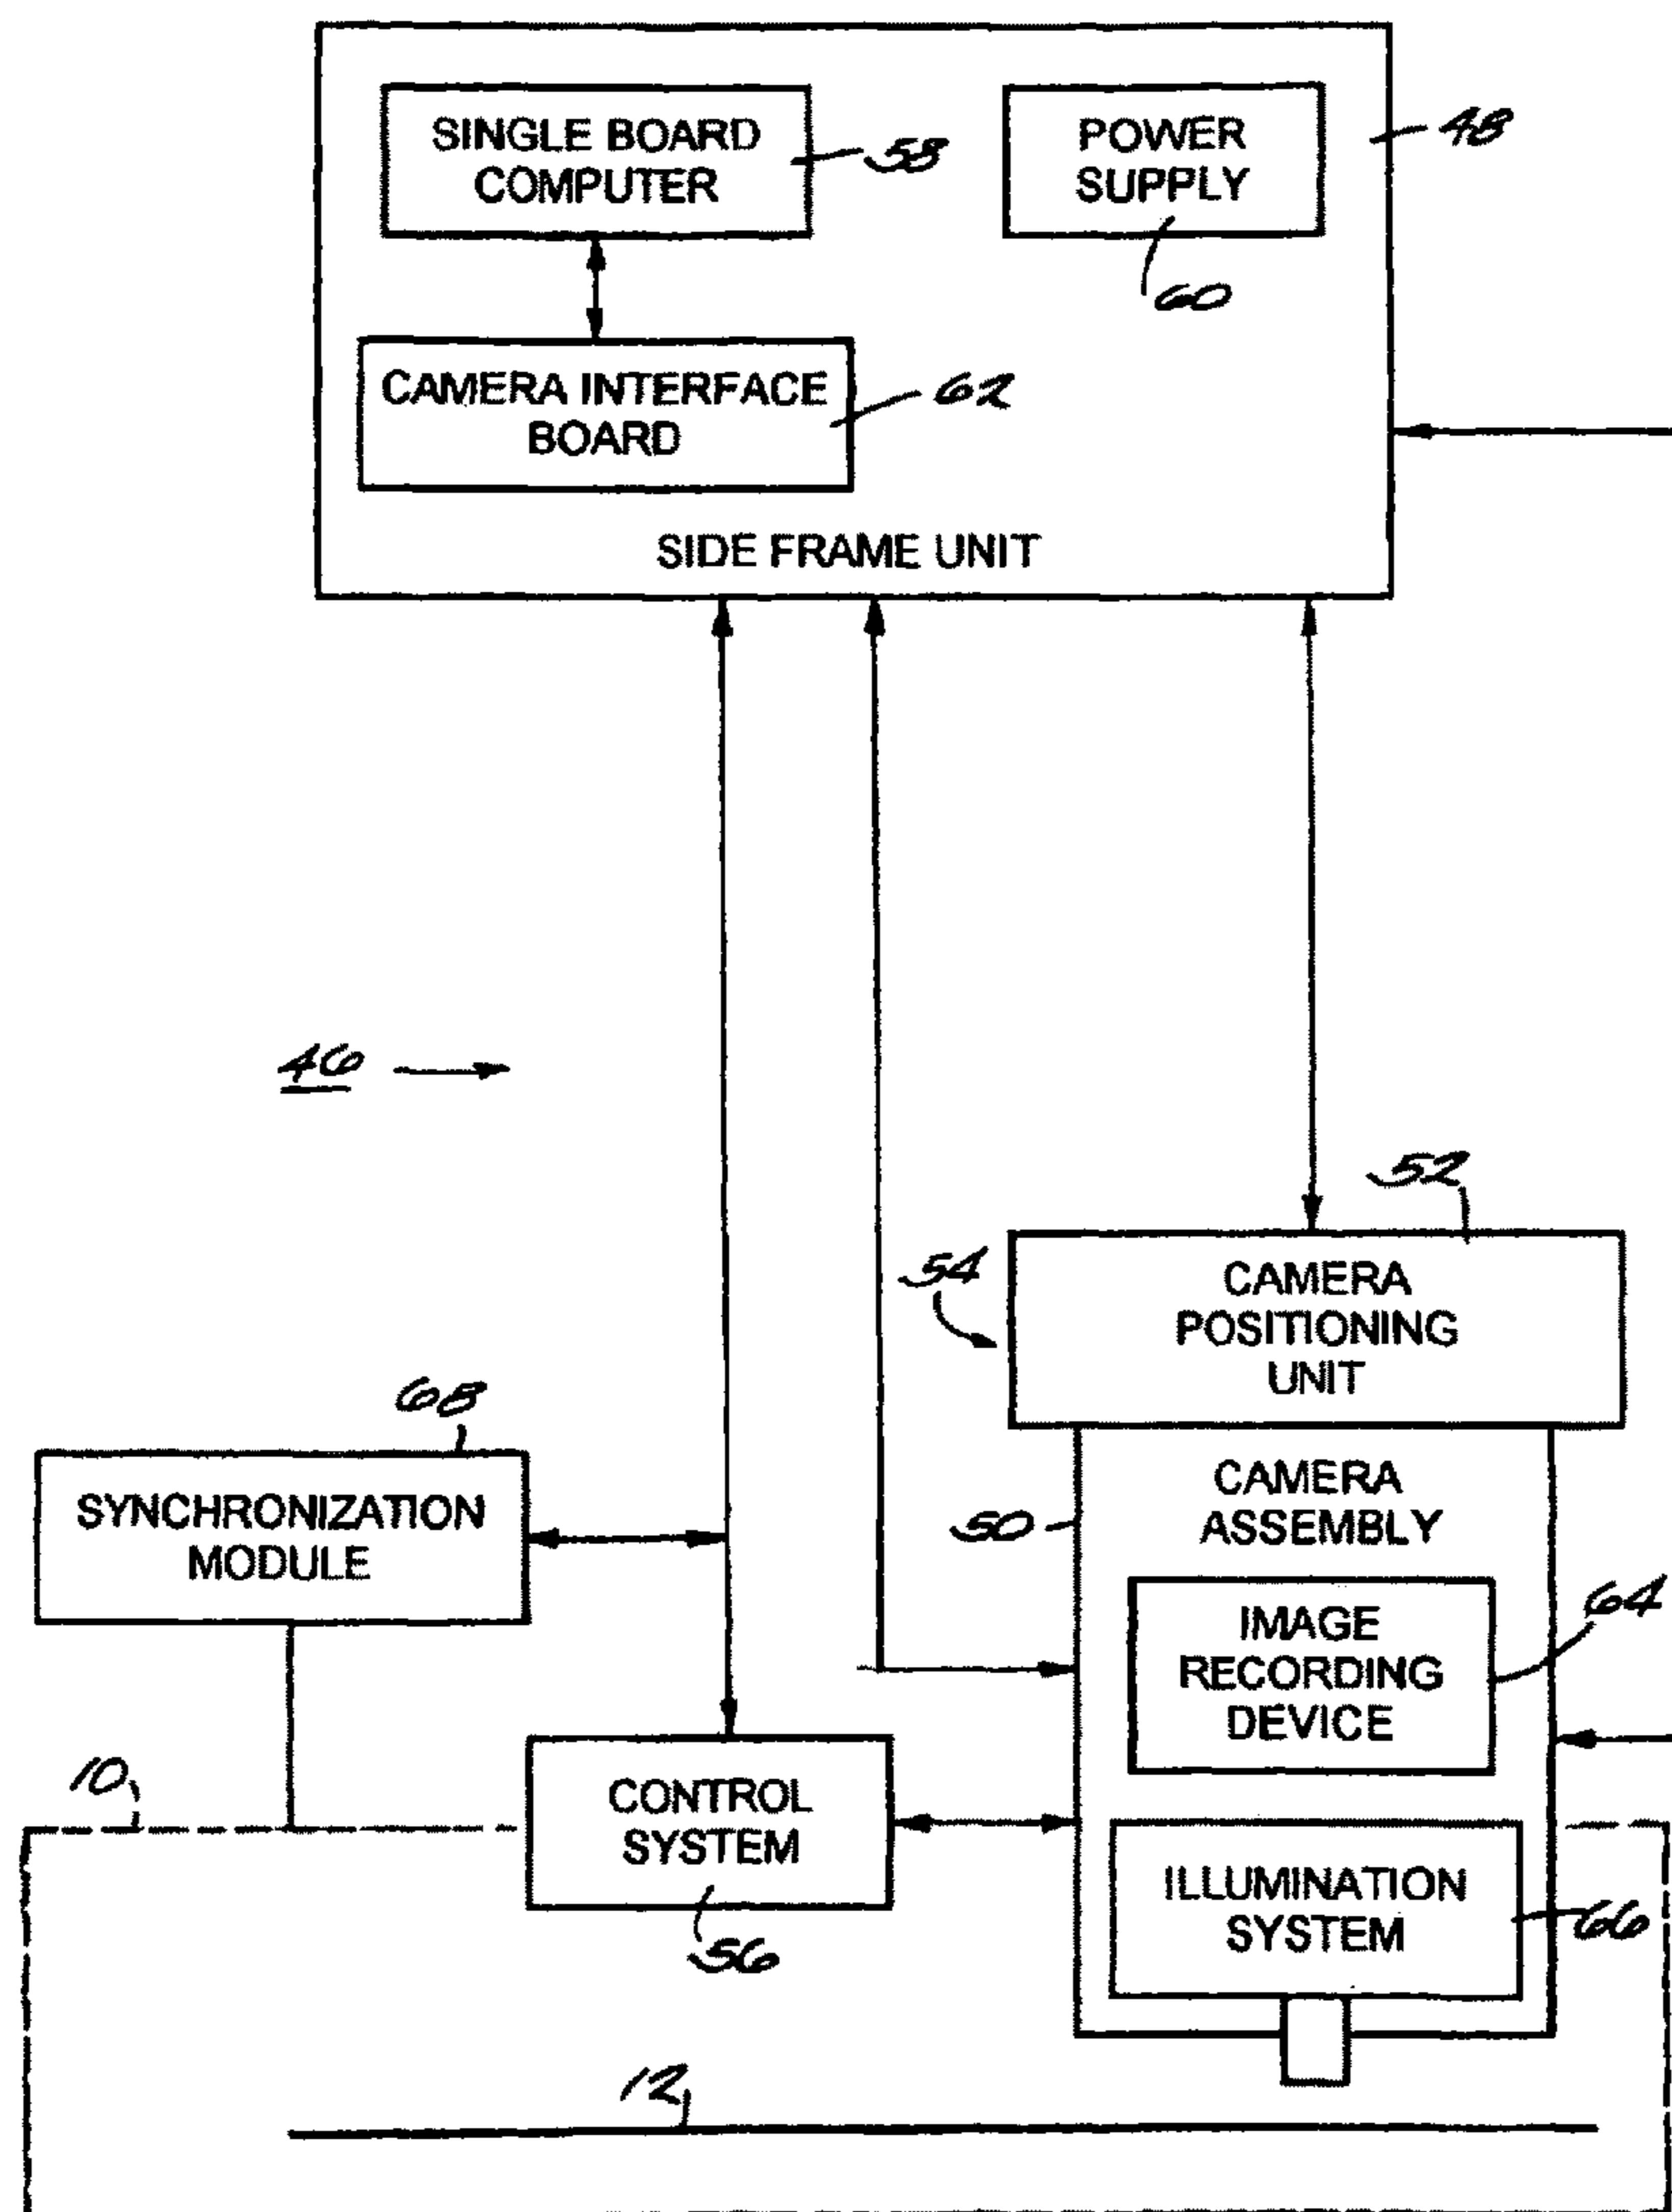 SINGLE BOARD
COMPUTER
58
POWER
SUPPLY
48
60
CAMERA INTERFACE
BOARD
62
SIDE FRAME UNIT
46
52
54
CAMERA
POSITIONING
UNIT
68
SYNCHRONIZATION
MODULE
50
CAMERA
ASSEMBLY
IMAGE
RECORDING
DEVICE
64
10
CONTROL
SYSTEM
56
ILLUMINATION
SYSTEM
66
12